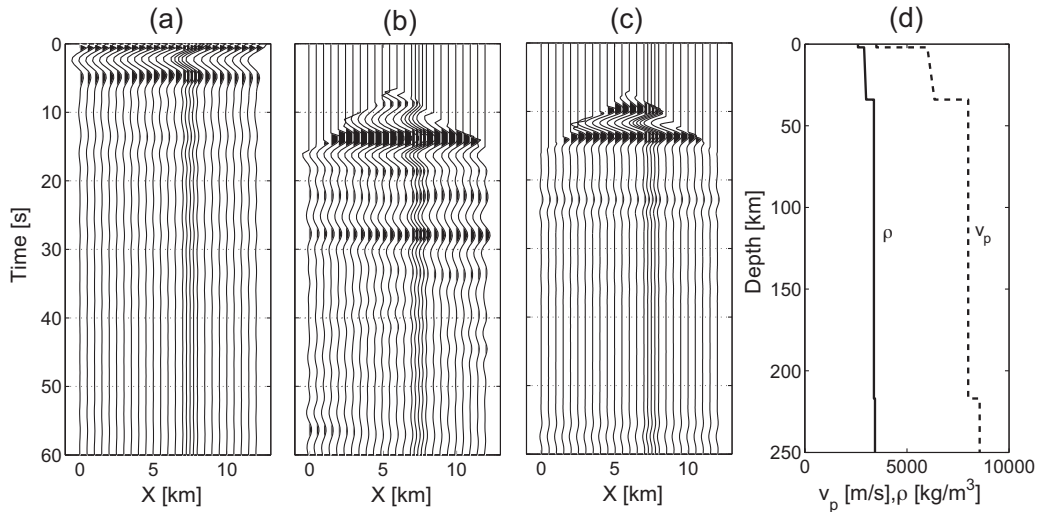 (a) (b) (c) (d)
0 10 20 30 40 50 60
Time [s]
0 5 10
X [km]
0 5 10
X [km]
0 5 10
X [km]
0 50 100 150 200 250
Depth [km]
ρ
v_p
0 5000 10000
v_p [m/s],ρ [kg/m³]